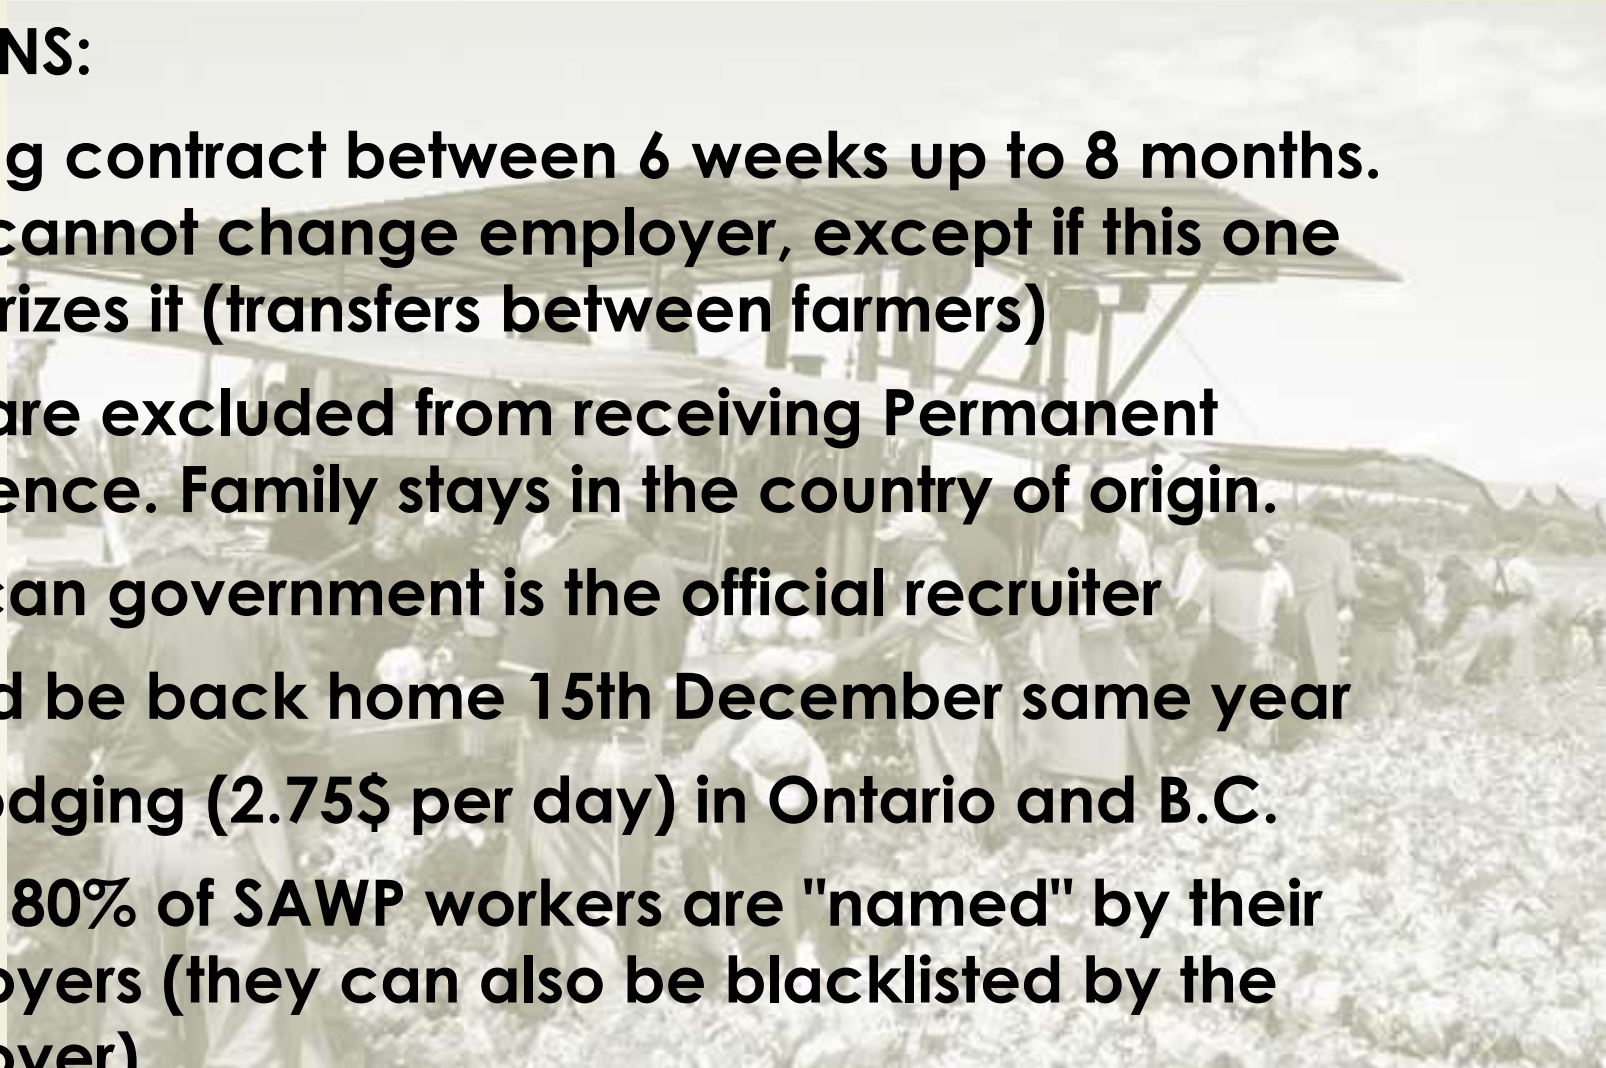 NS:
g contract between 6 weeks up to 8 months.
cannot change employer, except if this one
rizes it (transfers between farmers)
are excluded from receiving Permanent
ence. Family stays in the country of origin.
can government is the official recruiter
d be back home 15th December same year
odging (2.75$ per day) in Ontario and B.C.
80% of SAWP workers are "named" by their
oyers (they can also be blacklisted by the
oyer)